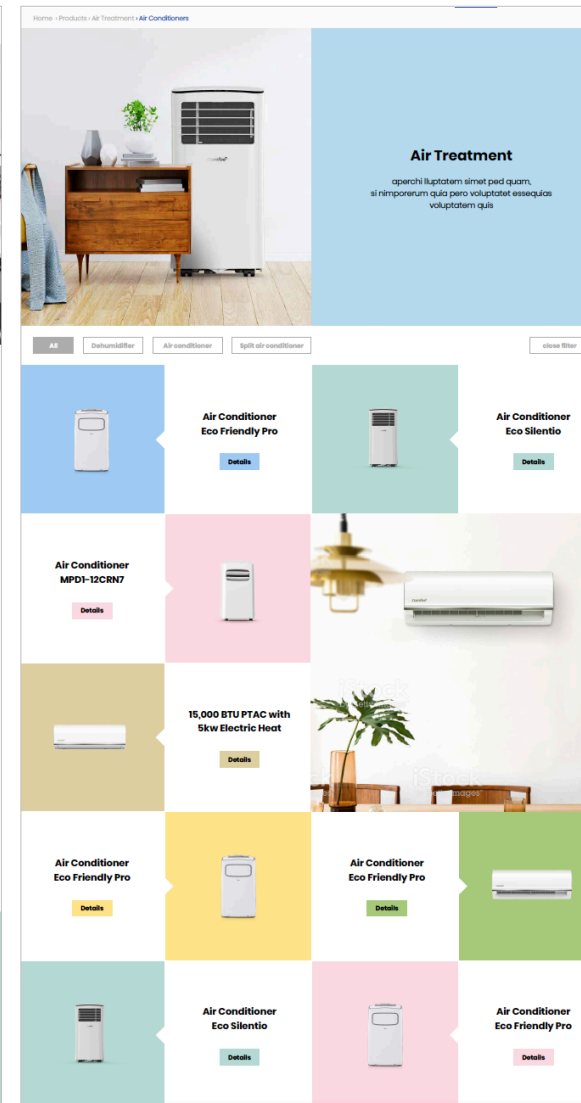 Home › Products › Air Treatment › Air Conditioners
Air Treatment
aperchi lluptatem simet ped quam,
si nimporerum quia pero voluptatet essequias
voluptatem quis
All
Dehumidifier
Air conditioner
Split air conditioner
close filter
Air Conditioner
Eco Friendly Pro
Details
Air Conditioner
Eco Silentio
Details
Air Conditioner
MPD1-12CRN7
Details
15,000 BTU PTAC with
5kw Electric Heat
Details
iStock
iStock
Air Conditioner
Eco Friendly Pro
Details
Air Conditioner
Eco Friendly Pro
Details
Air Conditioner
Eco Silentio
Details
Air Conditioner
Eco Friendly Pro
Details